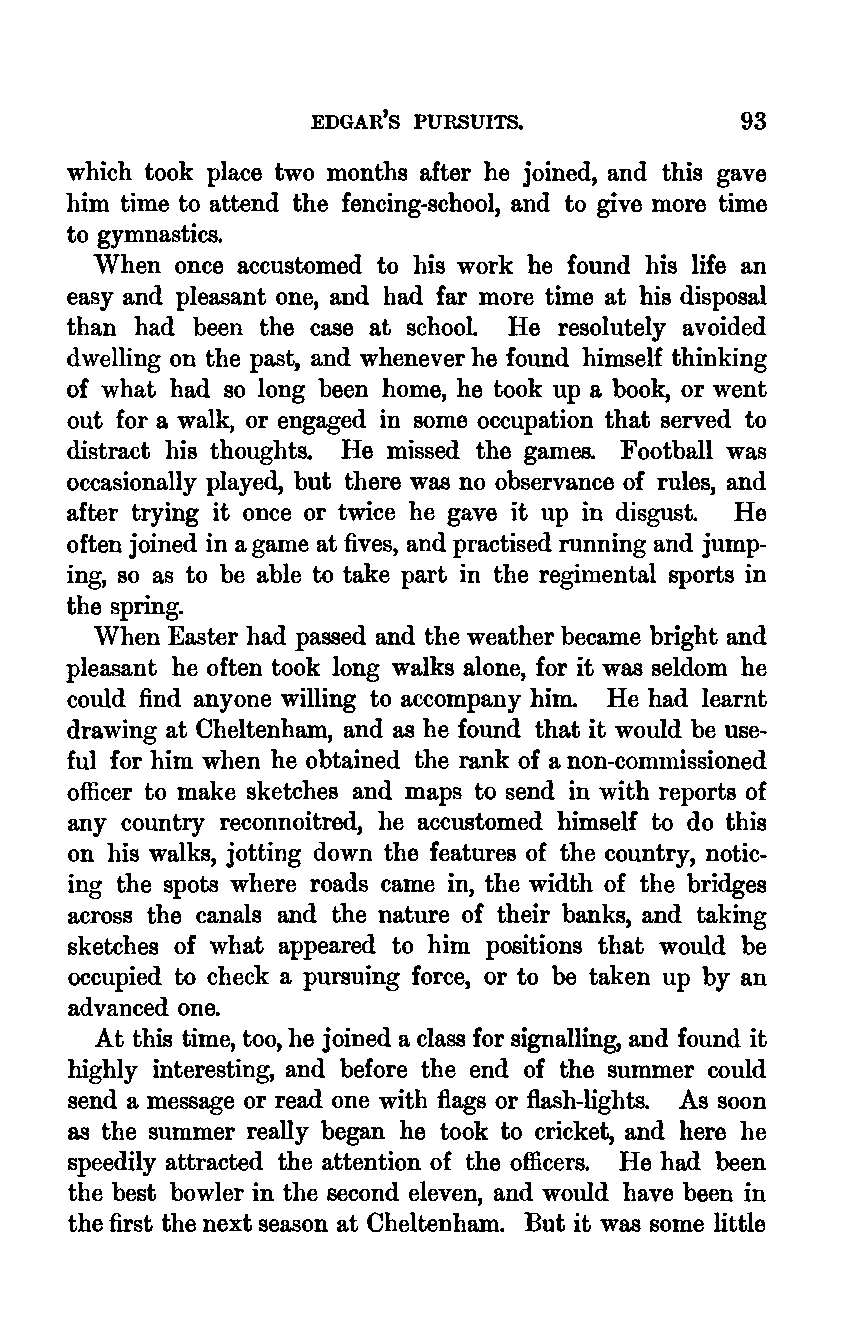 EDGAR'S PURSUITS. 93
which took place two months after he joined, and this gave
him time to attend the fencing-school, and to give more time
to gymnastics.
When once accustomed to his work he found his life an
easy and pleasant one, and had far more time at his disposal
than had been the case at school. He resolutely avoided
dwelling on the past, and whenever he found himself thinking
of what had so long been home, he took up a book, or went
out for a walk, or engaged in some occupation that served to
distract his thoughts. He missed the games. Football was
occasionally played, but there was no observance of rules, and
after trying it once or twice he gave it up in disgust. He
often joined in a game at fives, and practised running and jump-
ing, so as to be able to take part in the regimental sports in
the spring.
When Easter had passed and the weather became bright and
pleasant he often took long walks alone, for it was seldom he
could find anyone willing to accompany him. He had learnt
drawing at Cheltenham, and as he found that it would be use-
ful for him when he obtained the rank of a non-commissioned
officer to make sketches and maps to send in with reports of
any country reconnoitred, he accustomed himself to do this
on his walks, jotting down the features of the country, notic-
ing the spots where roads came in, the width of the bridges
across the canals and the nature of their banks, and taking
sketches of what appeared to him positions that would be
occupied to check a pursuing force, or to be taken up by an
advanced one.
At this time, too, he joined a class for signalling, and found it
highly interesting, and before the end of the summer could
send a message or read one with flags or flash-lights. As soon
as the summer really began he took to cricket, and here he
speedily attracted the attention of the officers. He had been
the best bowler in the second eleven, and would have been in
the first the next season at Cheltenham. But it was some little